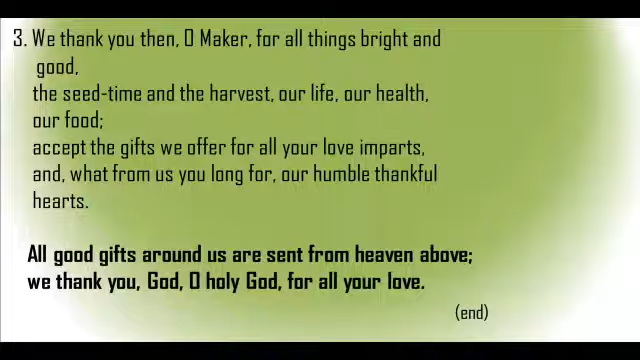 3. We thank you then, O Maker, for all things bright and
good,
the seed-time and the harvest, our life, our health,
our food;
accept the gifts we offer for all your love imparts,
and, what from us you long for, our humble thankful
hearts.
All good gifts around us are sent from heaven above;
we thank you, God, O holy God, for all your love.
(end)